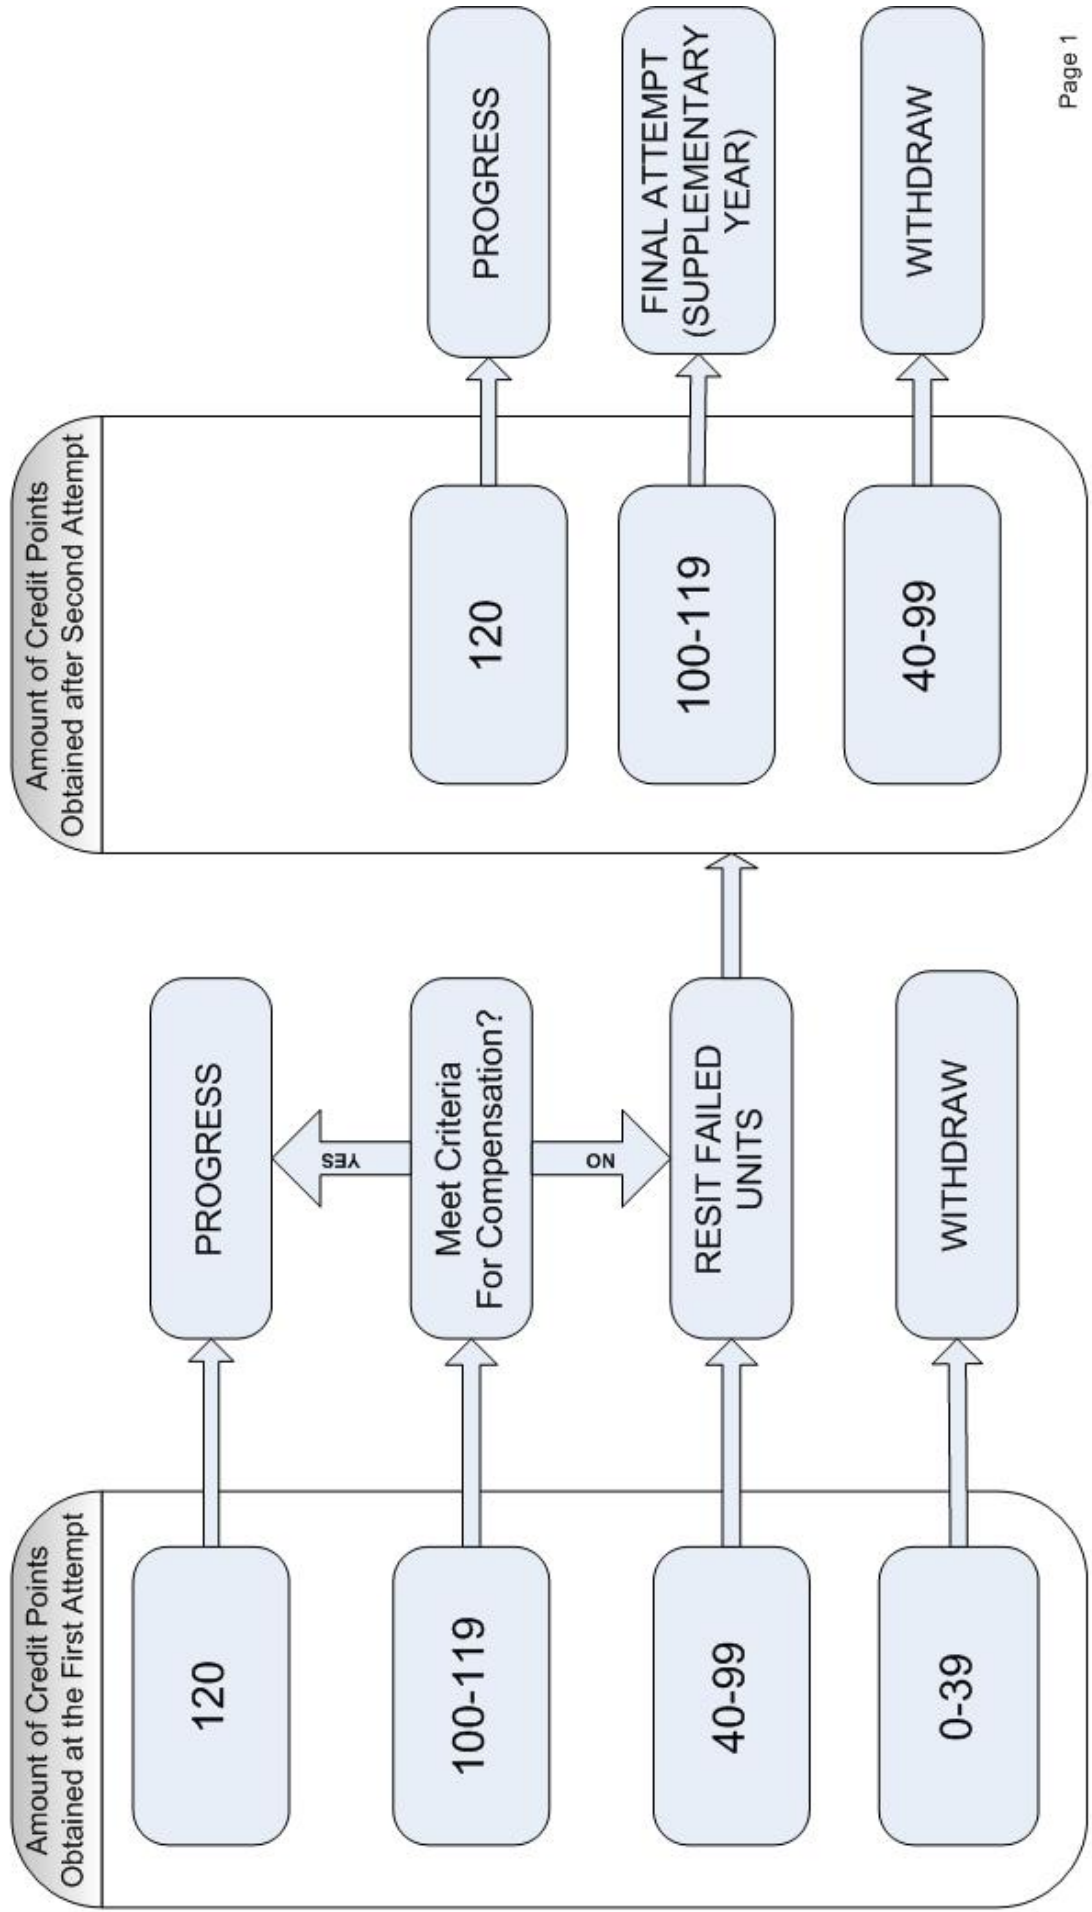 Amount of Credit Points
Obtained at the First Attempt
120
100-119
40-99
0-39
PROGRESS
YES
Meet Criteria
For Compensation?
NO
RESIT FAILED
UNITS
WITHDRAW
Amount of Credit Points
Obtained after Second Attempt
120
100-119
40-99
PROGRESS
FINAL ATTEMPT
(SUPPLEMENTARY
YEAR)
WITHDRAW
Page 1